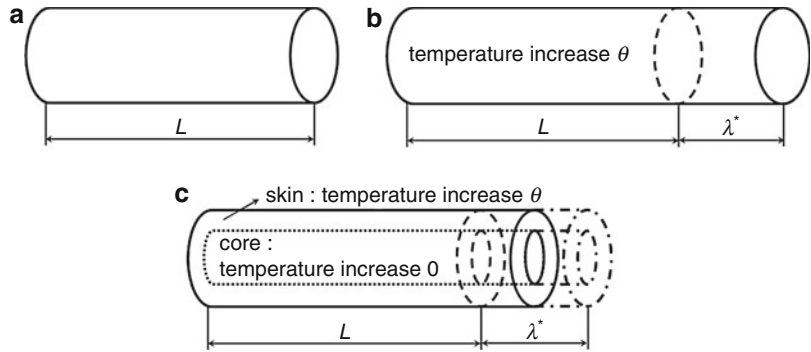 a
L
b
temperature increase θ
L
λ*
c
skin : temperature increase θ
core :
temperature increase 0
L
λ*